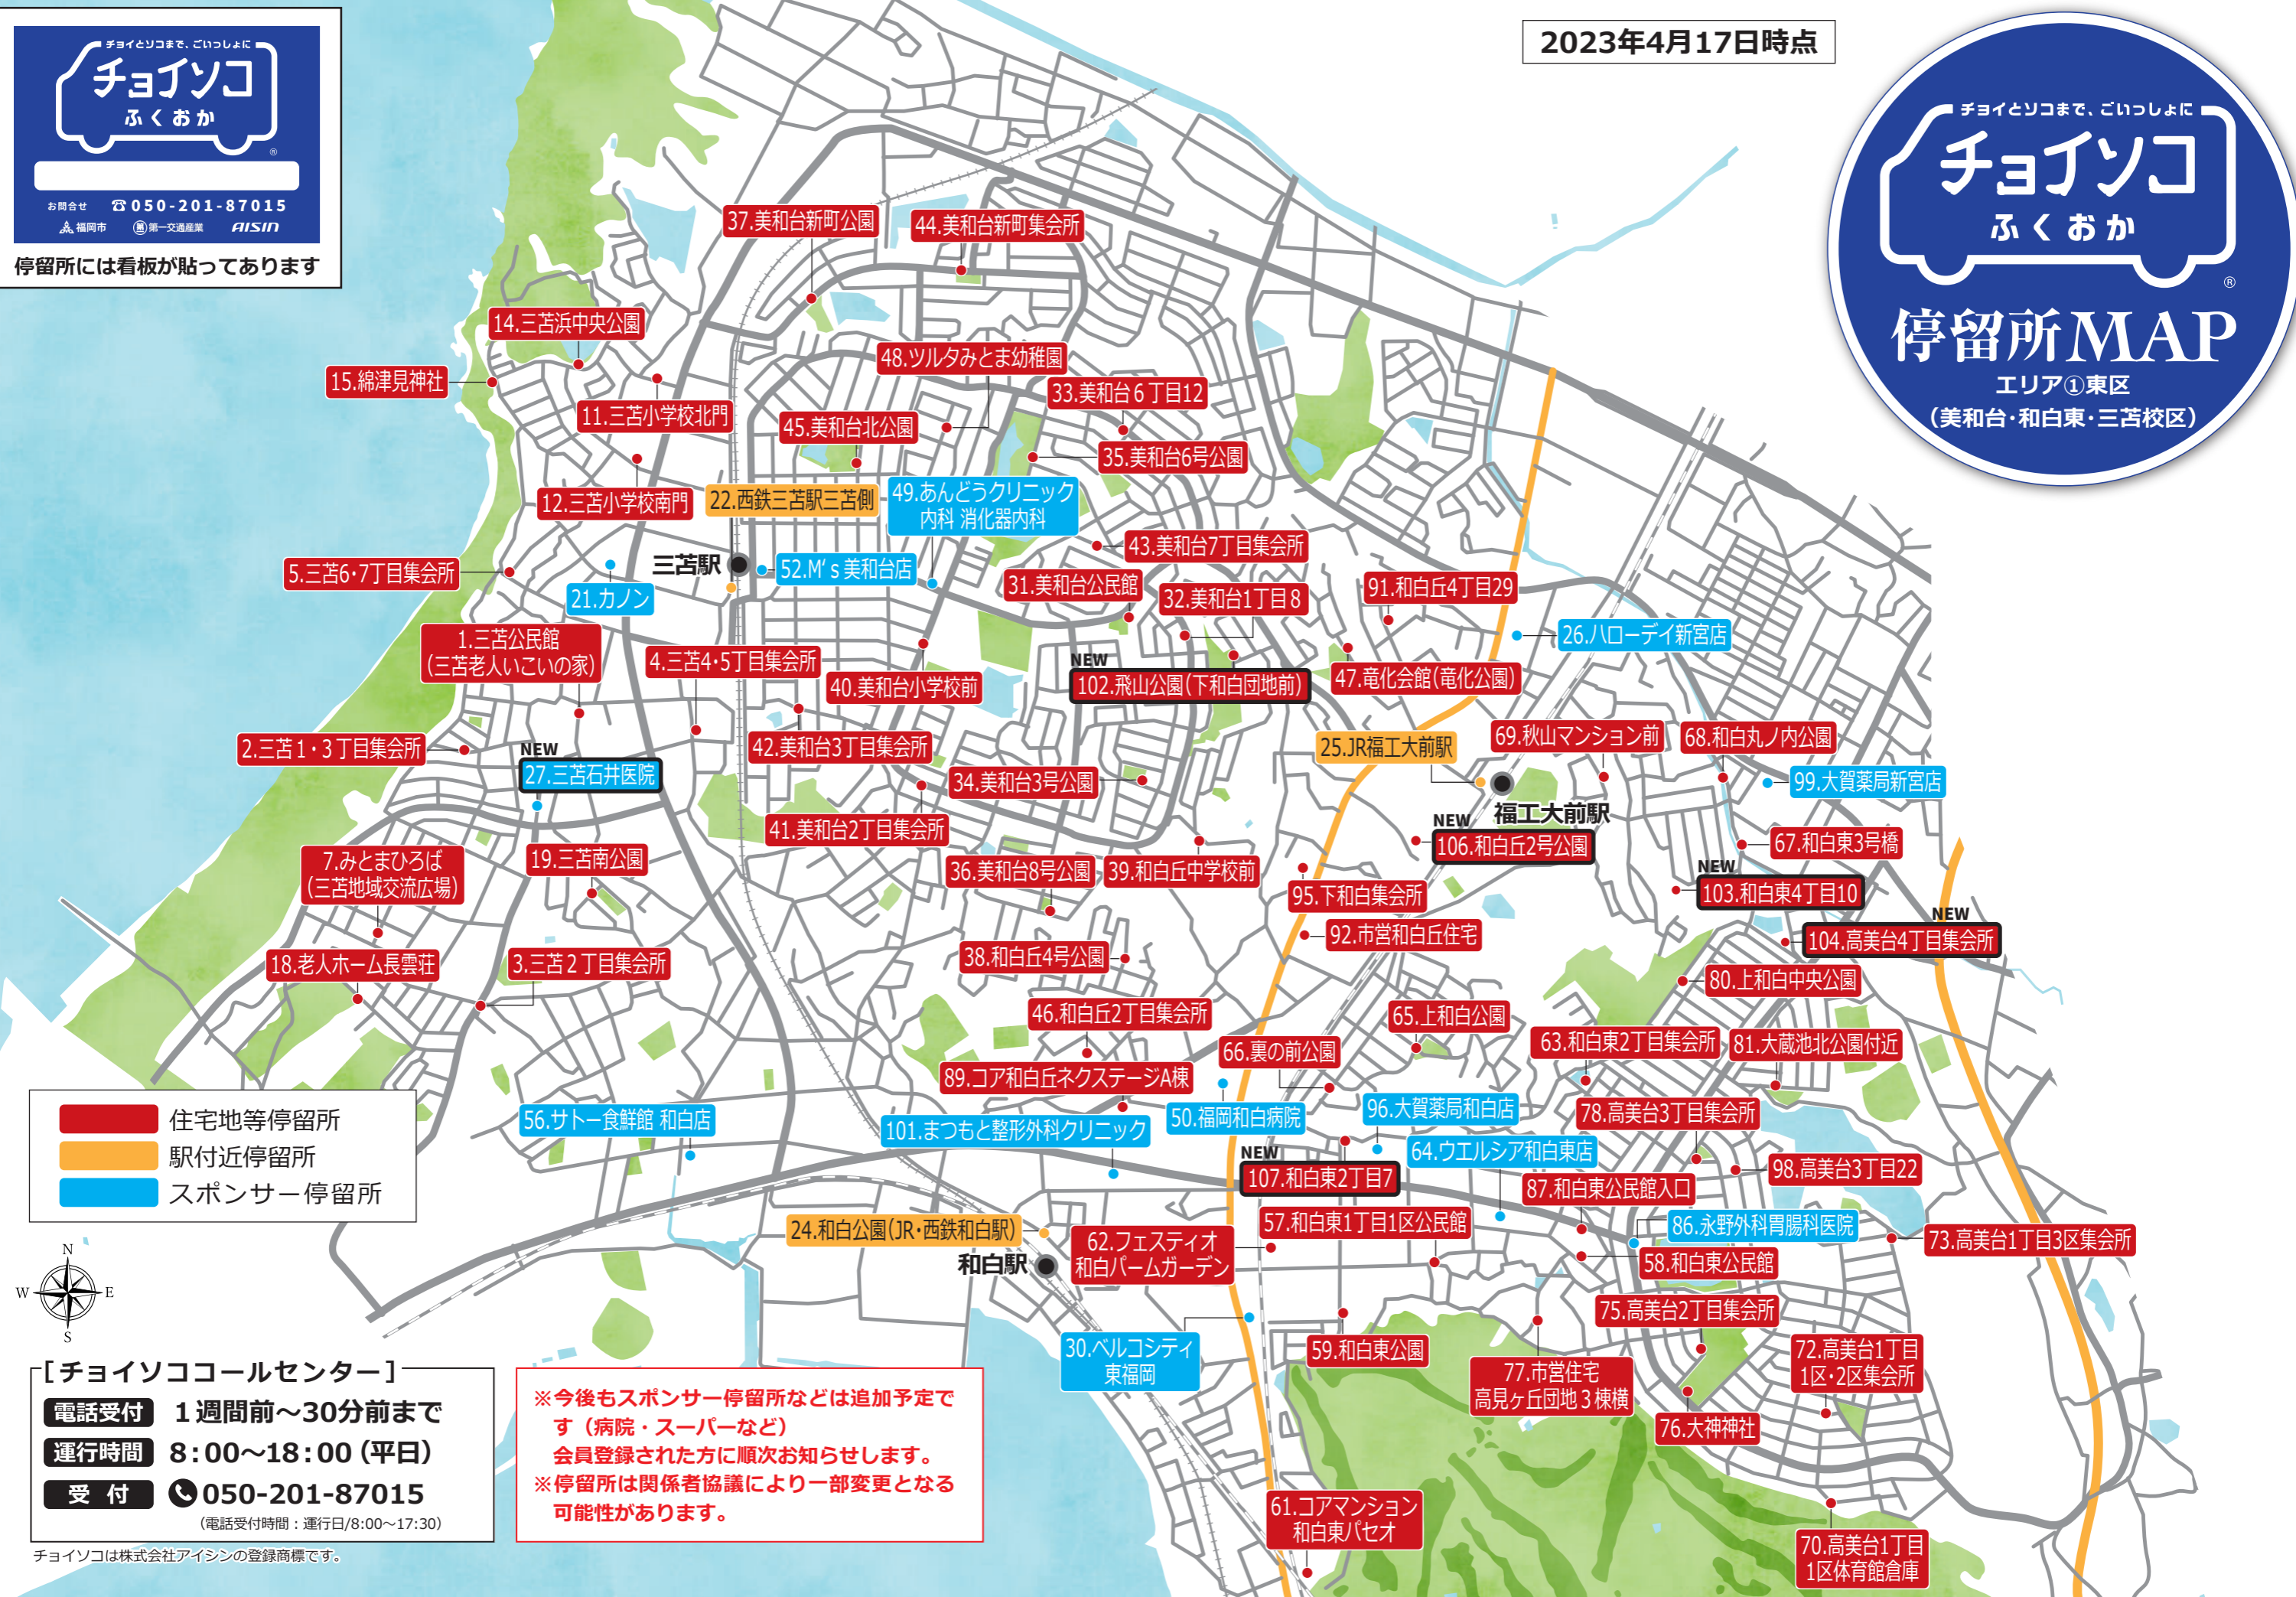 チョイとソコまで、ごいっしょに
チョイソコ
ふくおか
®
お問合せ ☎050-201-87015
福岡市 第一交通産業 AISIN
停留所には看板が貼ってあります
2023年4月17日時点
チョイとソコまで、ごいっしょに
チョイソコ
ふくおか
®
停留所MAP
エリア①東区
(美和台・和白東・三苫校区)
37.美和台新町公園
44.美和台新町集会所
14.三苫浜中央公園
48.ツルタみとま幼稚園
15.綿津見神社
33.美和台6丁目12
11.三苫小学校北門
45.美和台北公園
35.美和台6号公園
12.三苫小学校南門
22.西鉄三苫駅三苫側
49.あんどうクリニック
内科 消化器内科
43.美和台7丁目集会所
三苫駅
52.M's 美和台店
5.三苫6・7丁目集会所
21.カノン
31.美和台公民館
32.美和台1丁目8
91.和白丘4丁目29
26.ハローデイ新宮店
1.三苫公民館
(三苫老人いこいの家)
4.三苫4・5丁目集会所
40.美和台小学校前
NEW
102.飛山公園(下和白団地前)
47.竜化会館(竜化公園)
2.三苫1・3丁目集会所
NEW
27.三苫石井医院
42.美和台3丁目集会所
25.JR福工大前駅
69.秋山マンション前
68.和白丸ノ内公園
34.美和台3号公園
99.大賀薬局新宮店
福工大前駅
41.美和台2丁目集会所
NEW
106.和白丘2号公園
67.和白東3号橋
7.みとまひろば
(三苫地域交流広場)
19.三苫南公園
36.美和台8号公園
39.和白丘中学校前
95.下和白集会所
NEW
103.和白東4丁目10
92.市営和白丘住宅
NEW
104.高美台4丁目集会所
18.老人ホーム長雲荘
3.三苫2丁目集会所
38.和白丘4号公園
80.上和白中央公園
46.和白丘2丁目集会所
65.上和白公園
66.裏の前公園
63.和白東2丁目集会所
81.大蔵池北公園付近
89.コア和白丘ネクステージA棟
56.サトー食鮮館 和白店
101.まつもと整形外科クリニック
50.福岡和白病院
96.大賀薬局和白店
78.高美台3丁目集会所
64.ウエルシア和白東店
NEW
107.和白東2丁目7
98.高美台3丁目22
87.和白東公民館入口
24.和白公園(JR・西鉄和白駅)
和白駅
62.フェスティオ
和白パームガーデン
57.和白東1丁目1区公民館
86.永野外科胃腸科医院
73.高美台1丁目3区集会所
58.和白東公民館
75.高美台2丁目集会所
30.ベルコシティ
東福岡
59.和白東公園
77.市営住宅
高見ヶ丘団地3棟横
72.高美台1丁目
1区・2区集会所
76.大神神社
61.コアマンション
和白東パセオ
70.高美台1丁目
1区体育館倉庫
住宅地等停留所
駅付近停留所
スポンサー停留所
N
W E
S
[チョイソココールセンター]
電話受付 1週間前~30分前まで
運行時間 8:00~18:00(平日)
受付 050-201-87015
(電話受付時間:運行日/8:00~17:30)
チョイソコは株式会社アイシンの登録商標です。
※今後もスポンサー停留所などは追加予定で
す(病院・スーパーなど)
会員登録された方に順次お知らせします。
※停留所は関係者協議により一部変更となる
可能性があります。